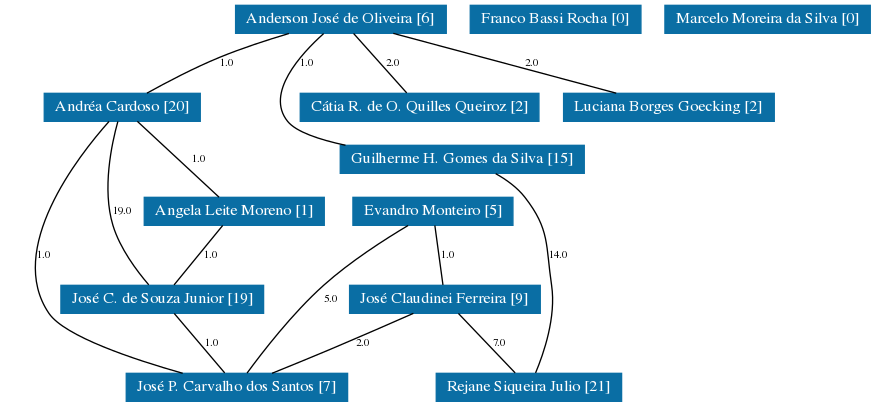 Anderson José de Oliveira [6]
Franco Bassi Rocha [0]
Marcelo Moreira da Silva [0]
1.0
1.0
2.0
2.0
Andréa Cardoso [20]
Cátia R. de O. Quilles Queiroz [2]
Luciana Borges Goecking [2]
1.0
Guilherme H. Gomes da Silva [15]
19.0
Angela Leite Moreno [1]
Evandro Monteiro [5]
1.0
1.0
1.0
14.0
José C. de Souza Junior [19]
5.0
José Claudinei Ferreira [9]
1.0
2.0
7.0
José P. Carvalho dos Santos [7]
Rejane Siqueira Julio [21]